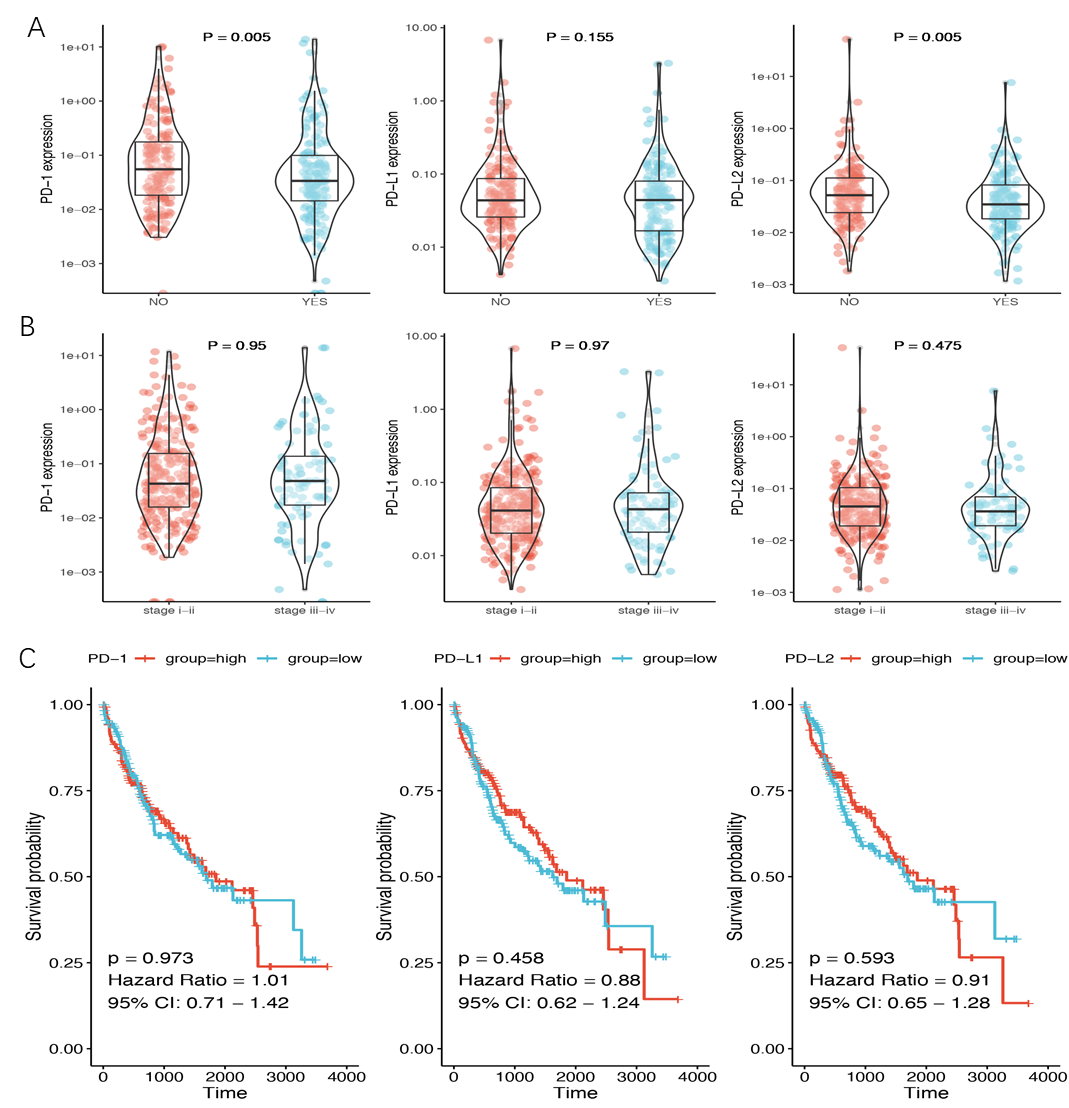 A
P = 0.005
P = 0.155
P = 0.005
PD−1 expression
1e+01
1e+00
1e−01
1e−02
1e−03
NO
YES
PD−L1 expression
10.00
1.00
0.10
0.01
NO
YES
PD−L2 expression
1e+01
1e+00
1e−01
1e−02
1e−03
NO
YES
B
P = 0.95
P = 0.97
P = 0.475
PD−1 expression
1e+01
1e+00
1e−01
1e−02
1e−03
stage i−ii
stage iii−iv
PD−L1 expression
10.00
1.00
0.10
0.01
stage i−ii
stage iii−iv
PD−L2 expression
1e+01
1e+00
1e−01
1e−02
1e−03
stage i−ii
stage iii−iv
C
PD−1 group=high group=low
Survival probability
1.00
0.75
0.50
0.25
0.00
p = 0.973
Hazard Ratio = 1.01
95% CI: 0.71 − 1.42
0 1000 2000 3000 4000
Time
PD−L1 group=high group=low
Survival probability
1.00
0.75
0.50
0.25
0.00
p = 0.458
Hazard Ratio = 0.88
95% CI: 0.62 − 1.24
0 1000 2000 3000 4000
Time
PD−L2 group=high group=low
Survival probability
1.00
0.75
0.50
0.25
0.00
p = 0.593
Hazard Ratio = 0.91
95% CI: 0.65 − 1.28
0 1000 2000 3000 4000
Time